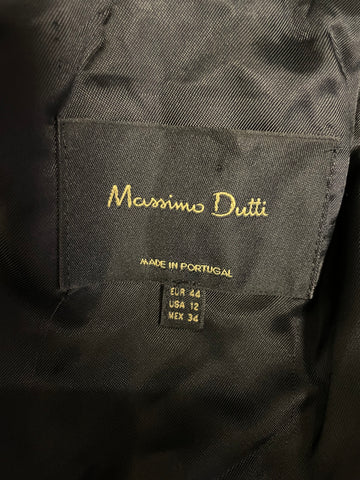 Massimo Dutti
MADE IN PORTUGAL
EUR 44
USA 12
MEX 34